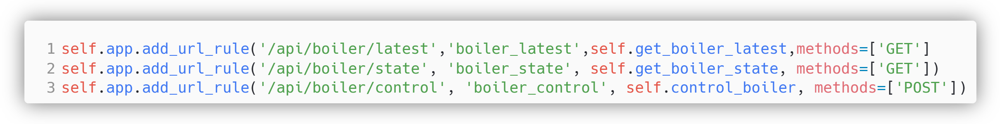 1 self.app.add_url_rule('/api/boiler/latest','boiler_latest',self.get_boiler_latest,methods=['GET']
2 self.app.add_url_rule('/api/boiler/state', 'boiler_state', self.get_boiler_state, methods=['GET'])
3 self.app.add_url_rule('/api/boiler/control', 'boiler_control', self.control_boiler, methods=['POST'])